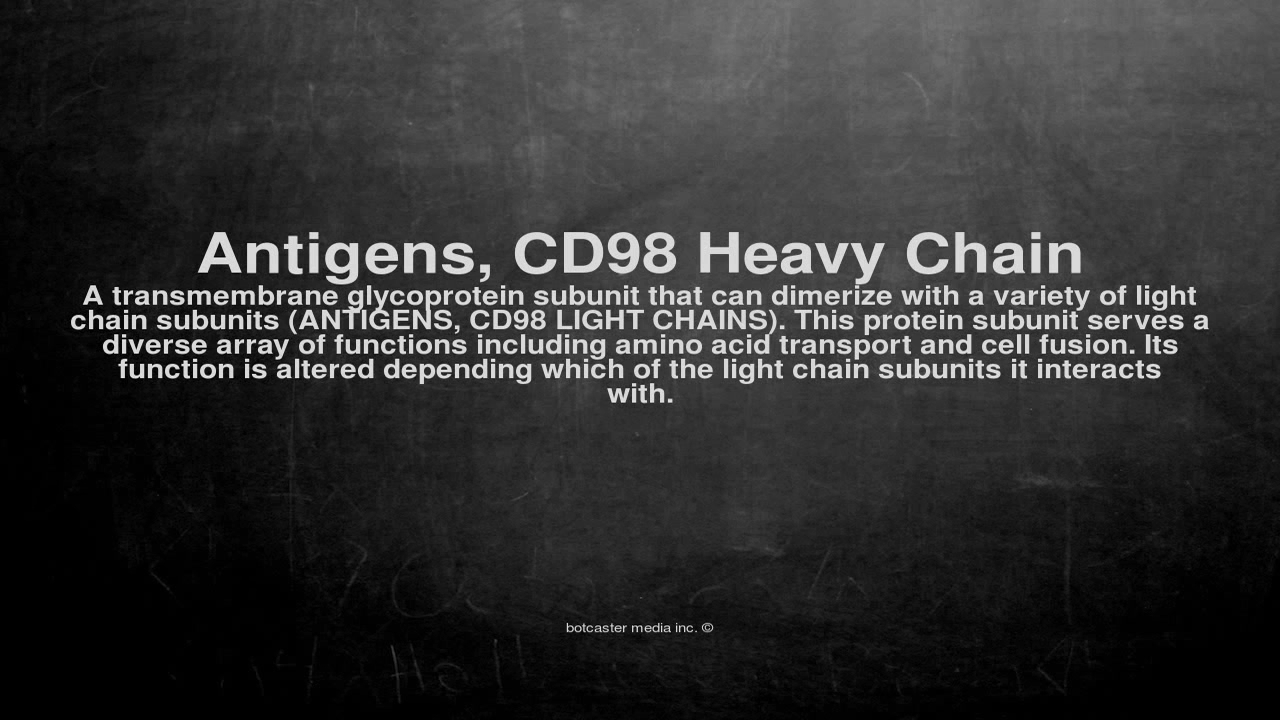 Antigens, CD98 Heavy Chain
A transmembrane glycoprotein subunit that can dimerize with a variety of light
chain subunits (ANTIGENS, CD98 LIGHT CHAINS). This protein subunit serves a
diverse array of functions including amino acid transport and cell fusion. Its
function is altered depending which of the light chain subunits it interacts
with.
botcaster media inc. ©